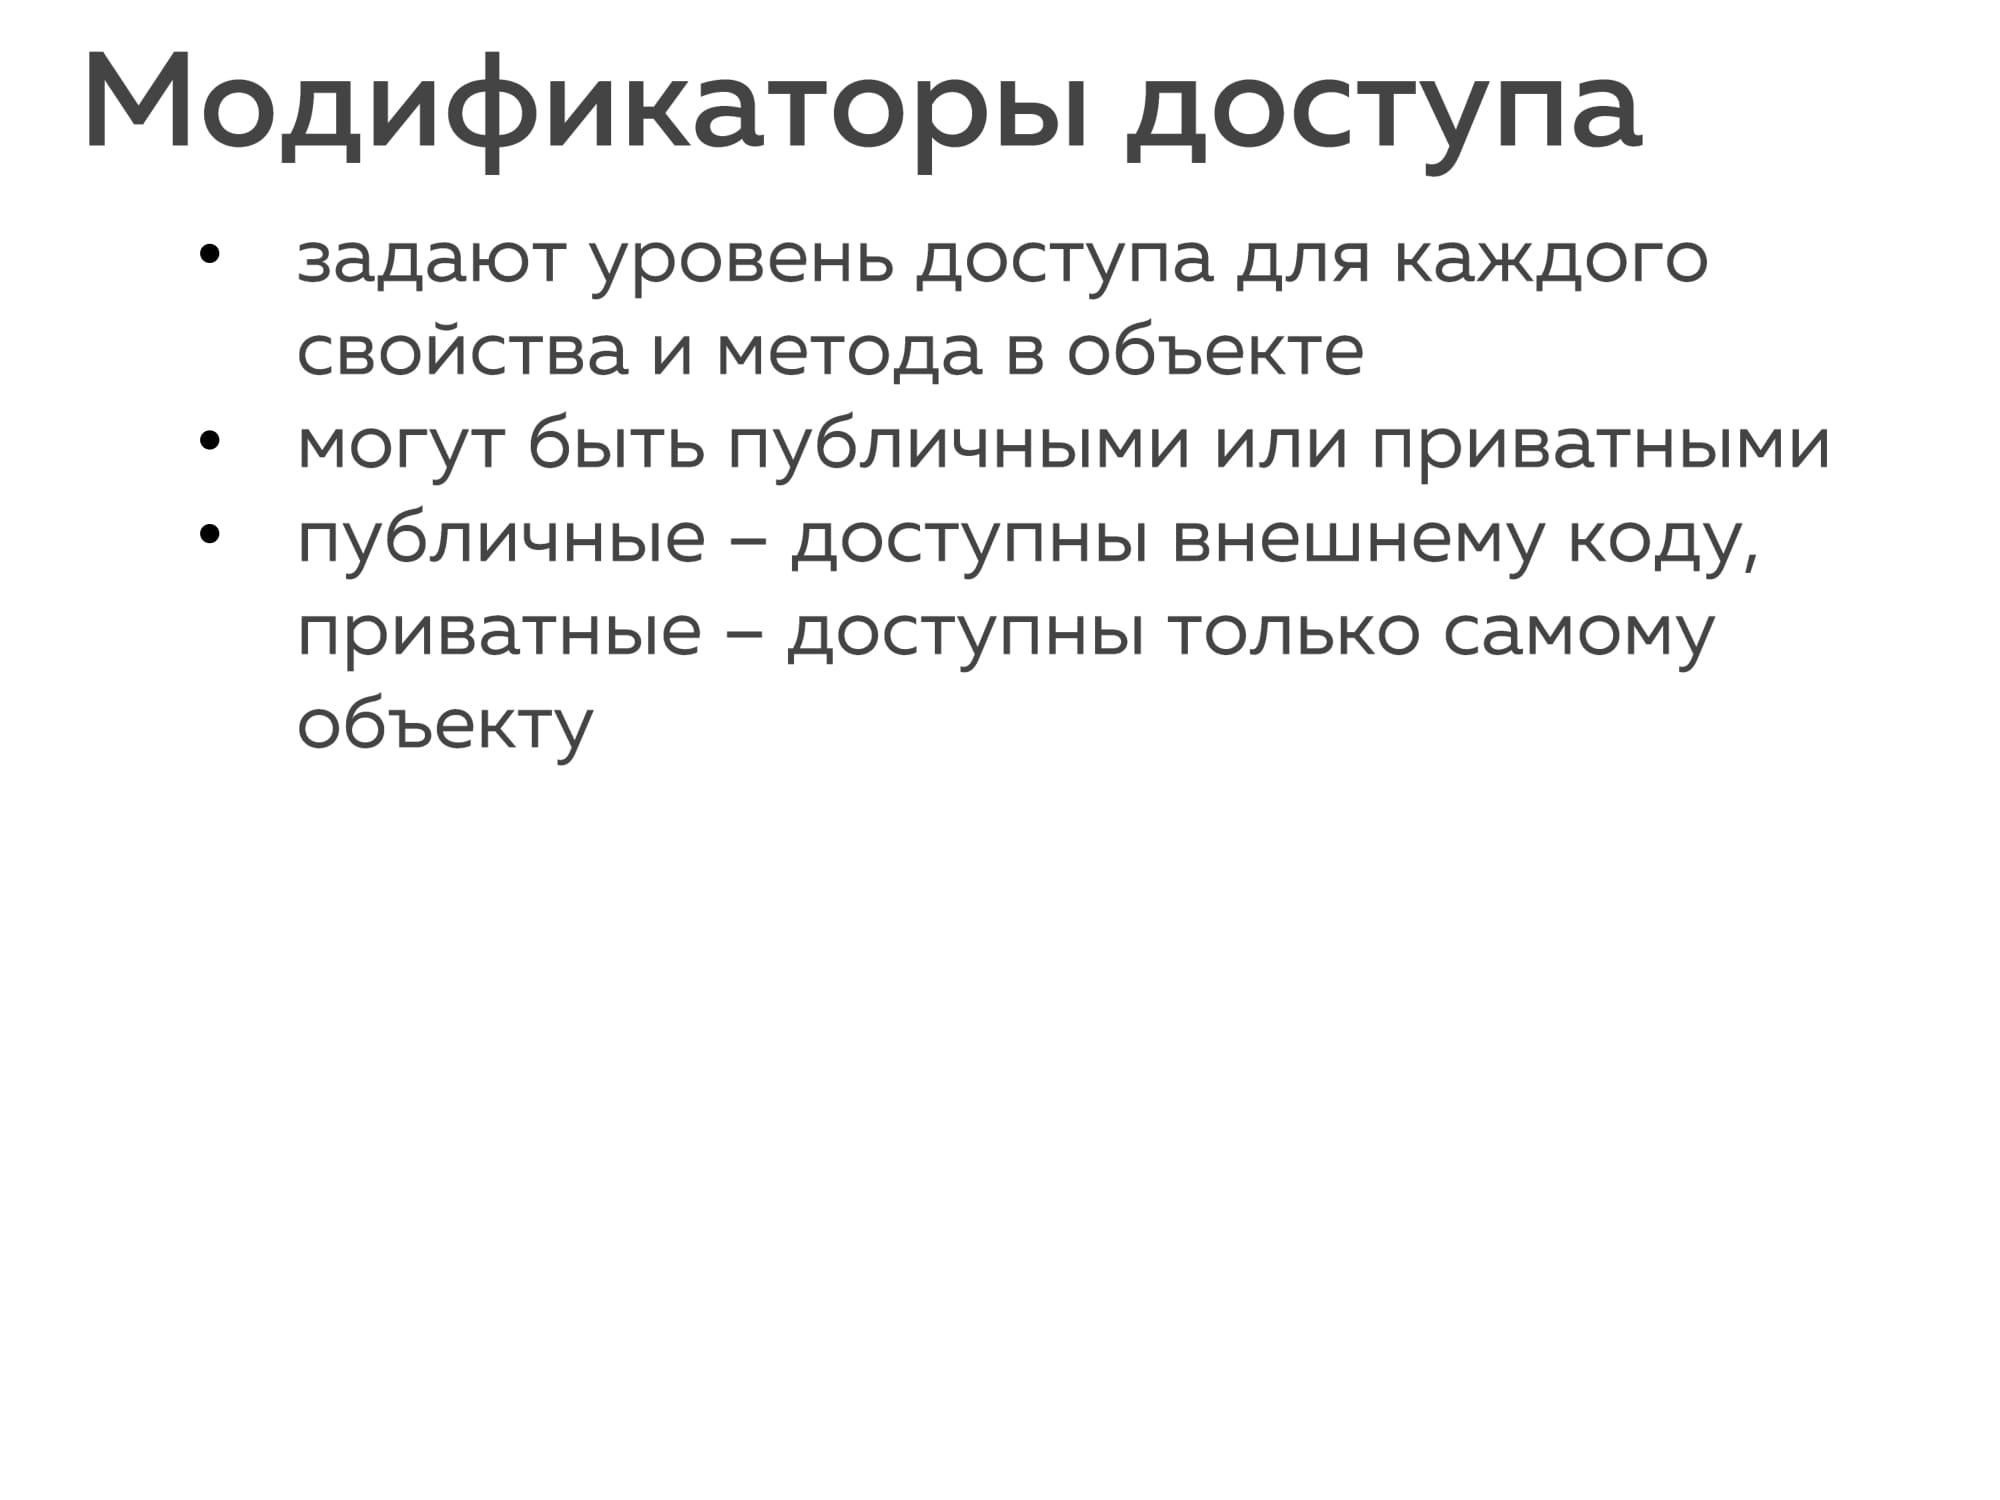 Модификаторы доступа
• задают уровень доступа для каждого
свойства и метода в объекте
• могут быть публичными или приватными
• публичные – доступны внешнему коду,
приватные – доступны только самому
объекту